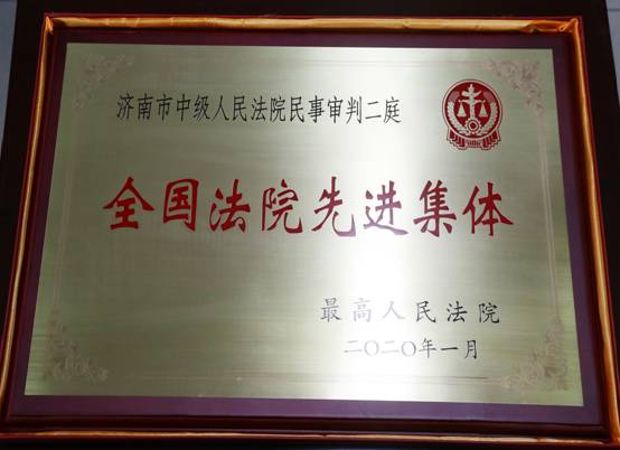 济南市中级人民法院民事审判二庭
全国法院先进集体
最高人民法院
二〇二〇年一月